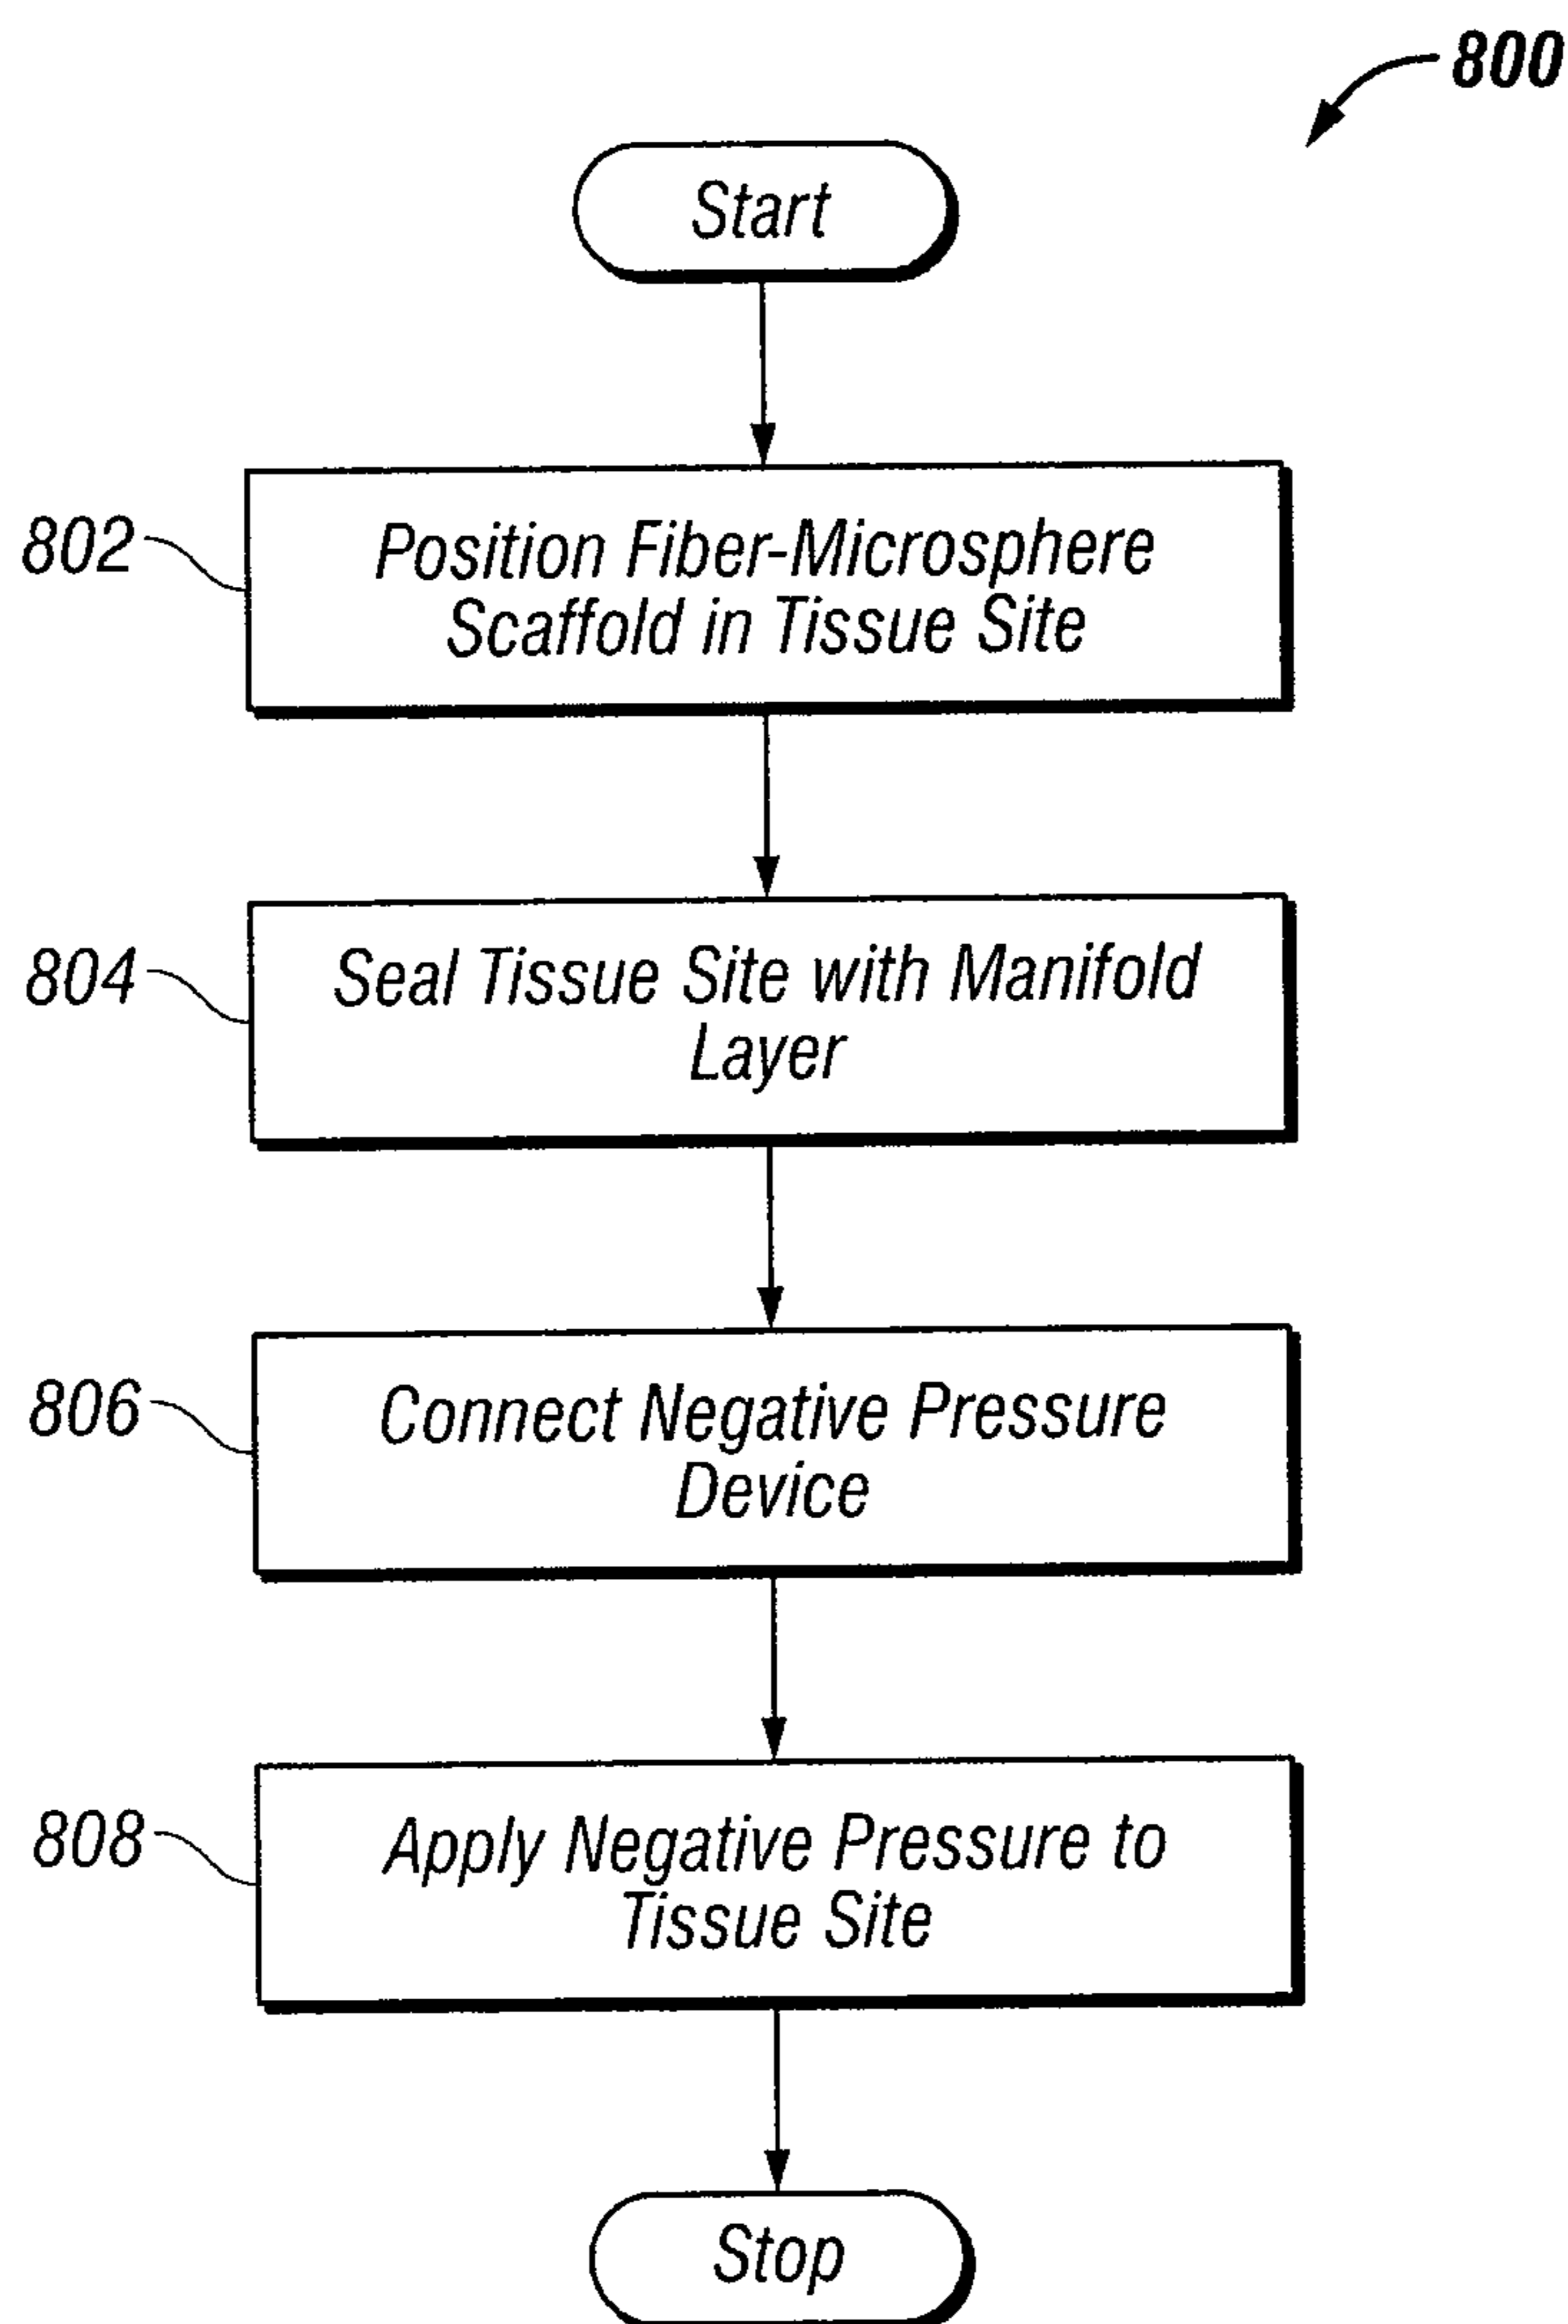 800
Start
802
Position Fiber-Microsphere
Scaffold in Tissue Site
804
Seal Tissue Site with Manifold
Layer
806
Connect Negative Pressure
Device
808
Apply Negative Pressure to
Tissue Site
Stop